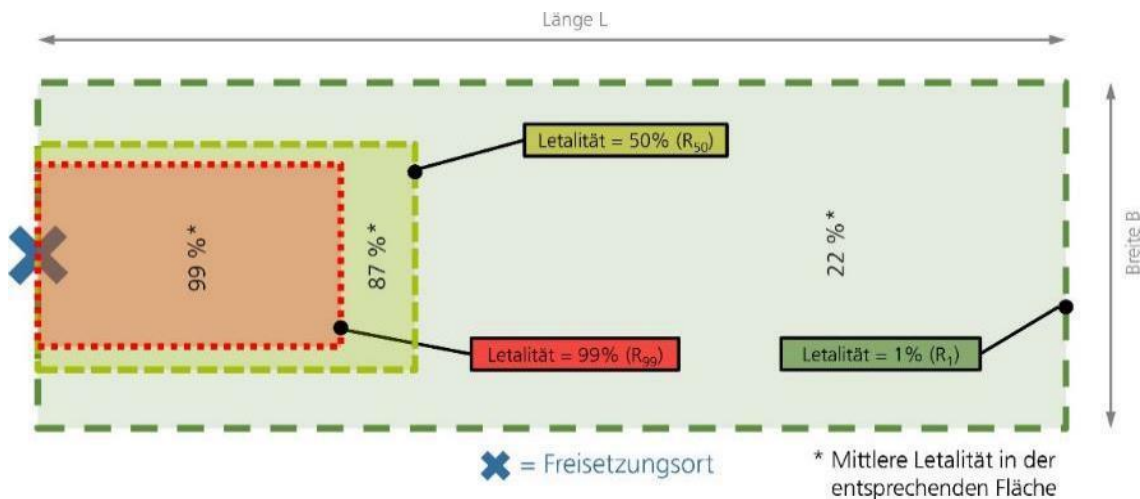 Länge L
Letalität = 50% (R50)
99 %*
87 %*
22 %*
Breite B
Letalität = 99% (R99)
Letalität = 1% (R1)
= Freisetzungsort
* Mittlere Letalität in der
entsprechenden Fläche